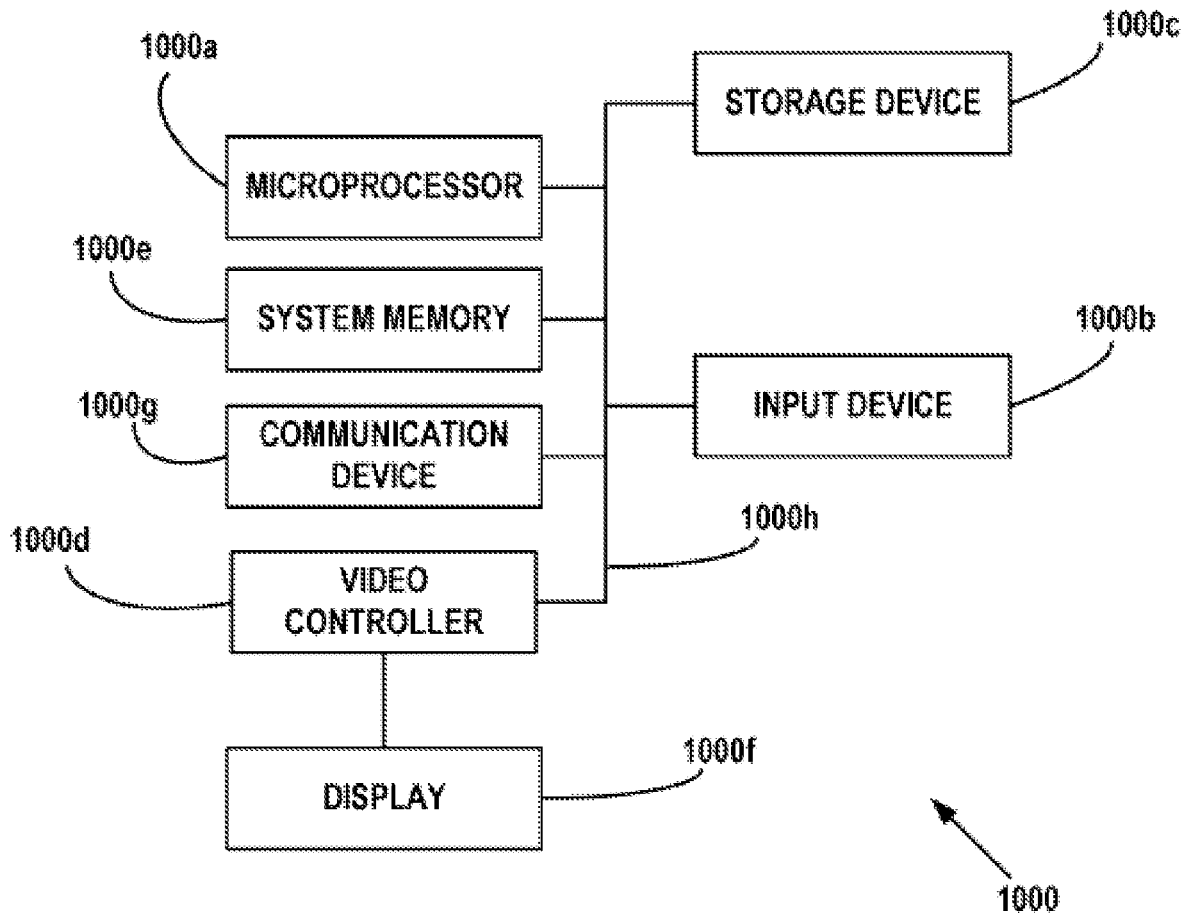 1000a
1000c
STORAGE DEVICE
MICROPROCESSOR
1000e
SYSTEM MEMORY
1000b
INPUT DEVICE
1000g
COMMUNICATION
DEVICE
1000h
1000d
VIDEO
CONTROLLER
1000f
DISPLAY
1000